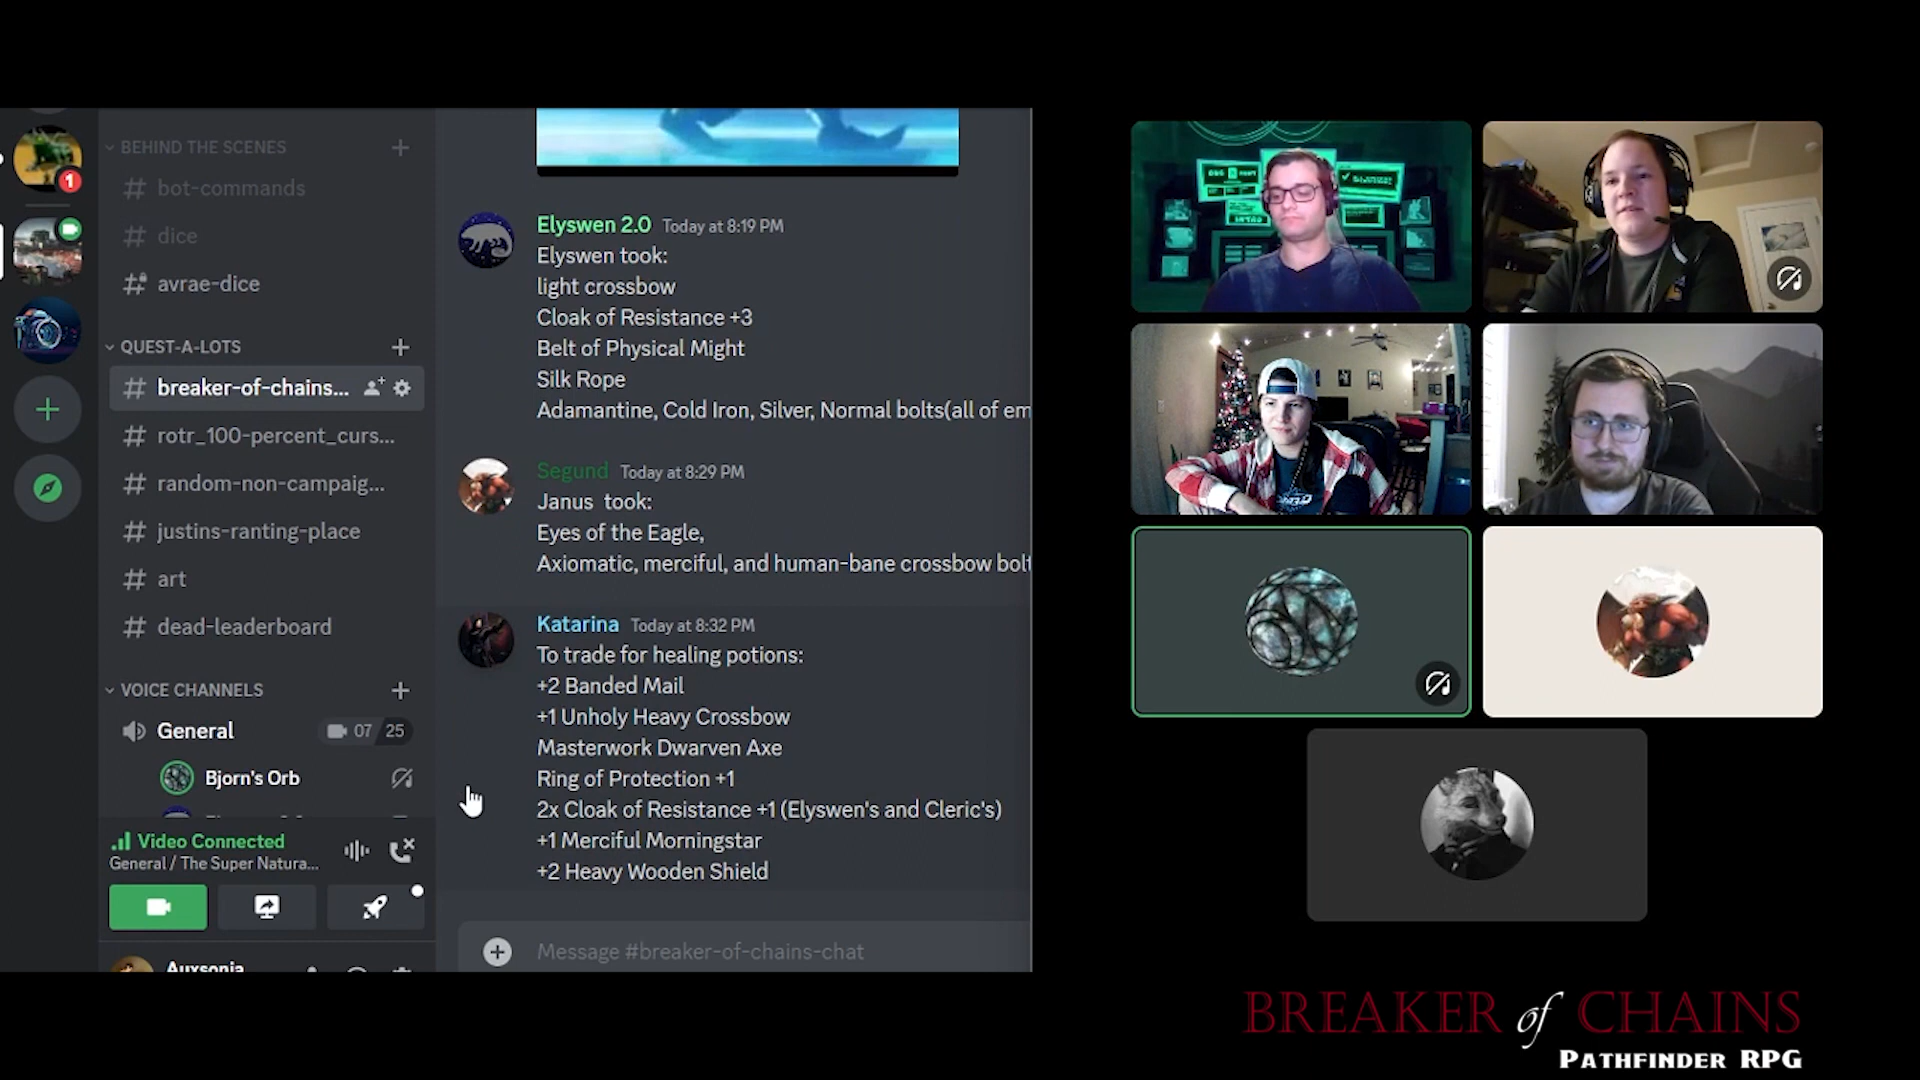 BEHIND THE SCENES
bot-commands
dice
avrae-dice
QUEST-A-LOTS
breaker-of-chains...
rotr_100-percent_curs...
random-non-campaig...
justins-ranting-place
art
dead-leaderboard
VOICE CHANNELS
General 07 25
Bjorn's Orb
Video Connected
General / The Super Natura...
Auxsonia
1
Elyswen 2.0 Today at 8:19 PM
Elyswen took:
light crossbow
Cloak of Resistance +3
Belt of Physical Might
Silk Rope
Adamantine, Cold Iron, Silver, Normal bolts(all of em
Segund Today at 8:29 PM
Janus took:
Eyes of the Eagle,
Axiomatic, merciful, and human-bane crossbow bolt
Katarina Today at 8:32 PM
To trade for healing potions:
+2 Banded Mail
+1 Unholy Heavy Crossbow
Masterwork Dwarven Axe
Ring of Protection +1
2x Cloak of Resistance +1 (Elyswen's and Cleric's)
+1 Merciful Morningstar
+2 Heavy Wooden Shield
Message #breaker-of-chains-chat
BREAKER of CHAINS
PATHFINDER RPG